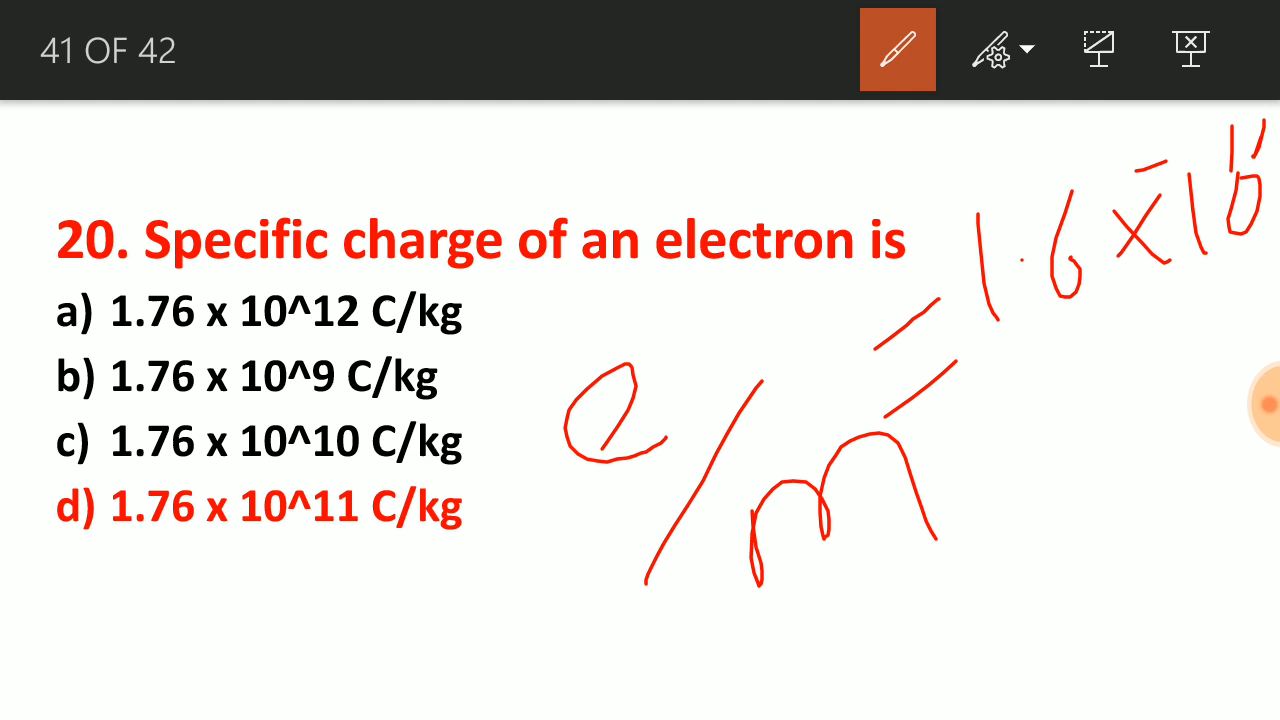 41 OF 42
20. Specific charge of an electron is
a) 1.76 x 10^12 C/kg
b) 1.76 x 10^9 C/kg
c) 1.76 x 10^10 C/kg
d) 1.76 x 10^11 C/kg
e/m = 1.6 x 10